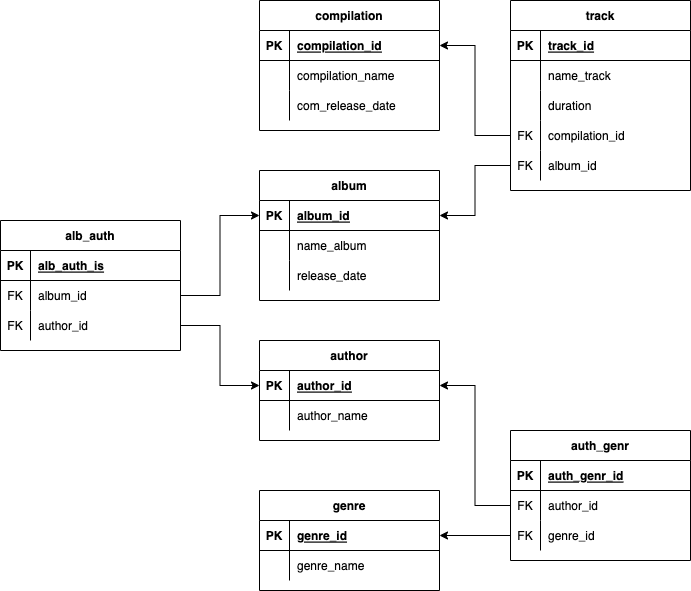 compilation
PK compilation_id
compilation_name
com_release_date
track
PK track_id
name_track
duration
FK compilation_id
FK album_id
album
PK album_id
name_album
release_date
alb_auth
PK alb_auth_is
FK album_id
FK author_id
author
PK author_id
author_name
auth_genr
PK auth_genr_id
FK author_id
FK genre_id
genre
PK genre_id
genre_name